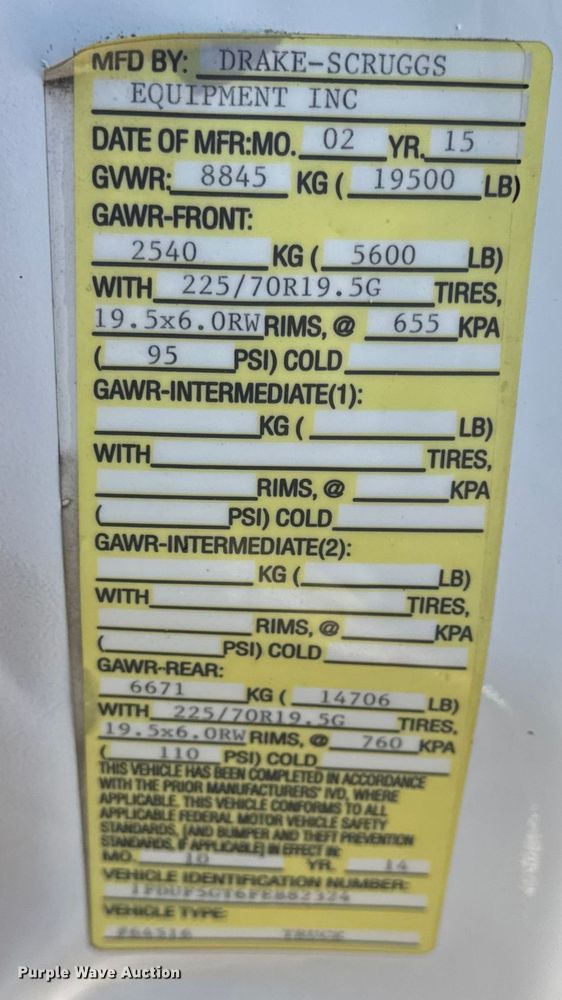 MFD BY: DRAKE-SCRUGGS
EQUIPMENT INC
DATE OF MFR:MO. 02 YR. 15
GVWR: 8845 KG ( 19500 LB)
GAWR-FRONT:
2540 KG ( 5600 LB)
WITH 225/70R19.5G TIRES,
19.5x6.0RW RIMS, @ 655 KPA
( 95 PSI) COLD
GAWR-INTERMEDIATE(1):
KG ( LB)
WITH TIRES,
RIMS, @ KPA
( PSI) COLD
GAWR-INTERMEDIATE(2):
KG ( LB)
WITH TIRES,
RIMS, @ KPA
( PSI) COLD
GAWR-REAR:
6671 KG ( 14706 LB)
WITH 225/70R19.5G TIRES,
19.5x6.0RW RIMS, @ 760 KPA
( 110 PSI) COLD
THIS VEHICLE HAS BEEN COMPLETED IN ACCORDANCE
WITH THE PRIOR MANUFACTURERS' IVD, WHERE
APPLICABLE. THIS VEHICLE CONFORMS TO ALL
APPLICABLE FEDERAL MOTOR VEHICLE SAFETY
STANDARDS, [AND BUMPER AND THEFT PREVENTION
STANDARDS, IF APPLICABLE] IN EFFECT IN:
MO. 10 YR. 14
VEHICLE IDENTIFICATION NUMBER:
VEHICLE TYPE:
TRUCK
Purple Wave Auction